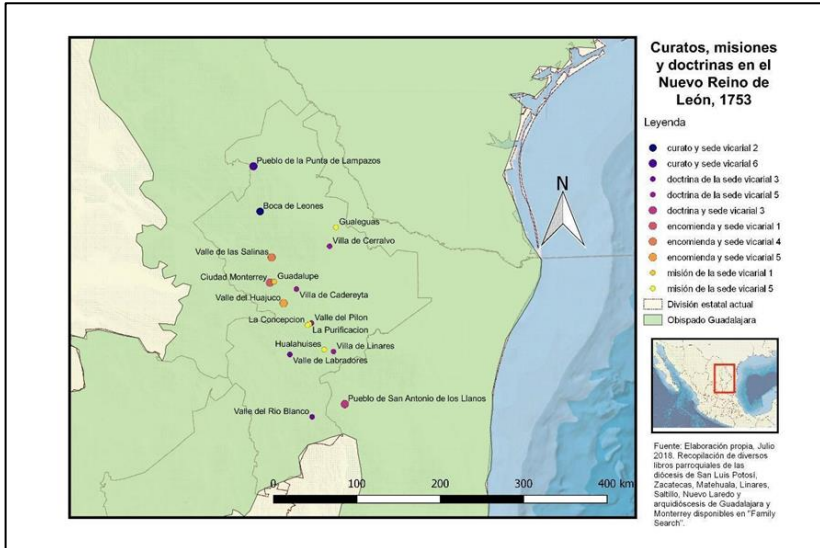 Curatos, misiones
y doctrinas en el
Nuevo Reino de
León, 1753
Leyenda
curato y sede vicarial 2
curato y sede vicarial 6
doctrina de la sede vicarial 3
doctrina de la sede vicarial 5
doctrina y sede vicarial 3
encomienda y sede vicarial 1
encomienda y sede vicarial 4
encomienda y sede vicarial 5
misión de la sede vicarial 1
misión de la sede vicarial 5
División estatal actual
Obispado Guadalajara
Pueblo de la Punta de Lampazos
Boca de Leones
Gualeguas
Villa de Cerralvo
Valle de las Salinas
Ciudad Monterrey
Guadalupe
Villa de Cadereyta
Valle del Huajuco
La Concepcion
Valle del Pilon
La Purificacion
Hualahuises
Villa de Linares
Valle de Labradores
Pueblo de San Antonio de los Llanos
Valle del Rio Blanco
N
0 100 200 300 400 km
Fuente: Elaboración propia, Julio
2018. Recopilación de diversos
libros parroquiales de las
diócesis de San Luis Potosí,
Zacatecas, Matehuala, Linares,
Saltillo, Nuevo Laredo y
arquidióscesis de Guadalajara y
Monterrey disponibles en "Family
Search".